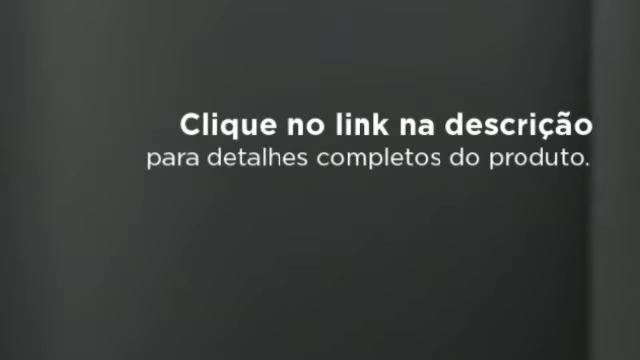 Clique no link na descrição
para detalhes completos do produto.